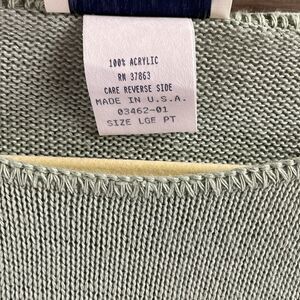 100% ACRYLIC
RN 37863
CARE REVERSE SIDE
MADE IN U.S.A.
03462-01
SIZE LGE PT